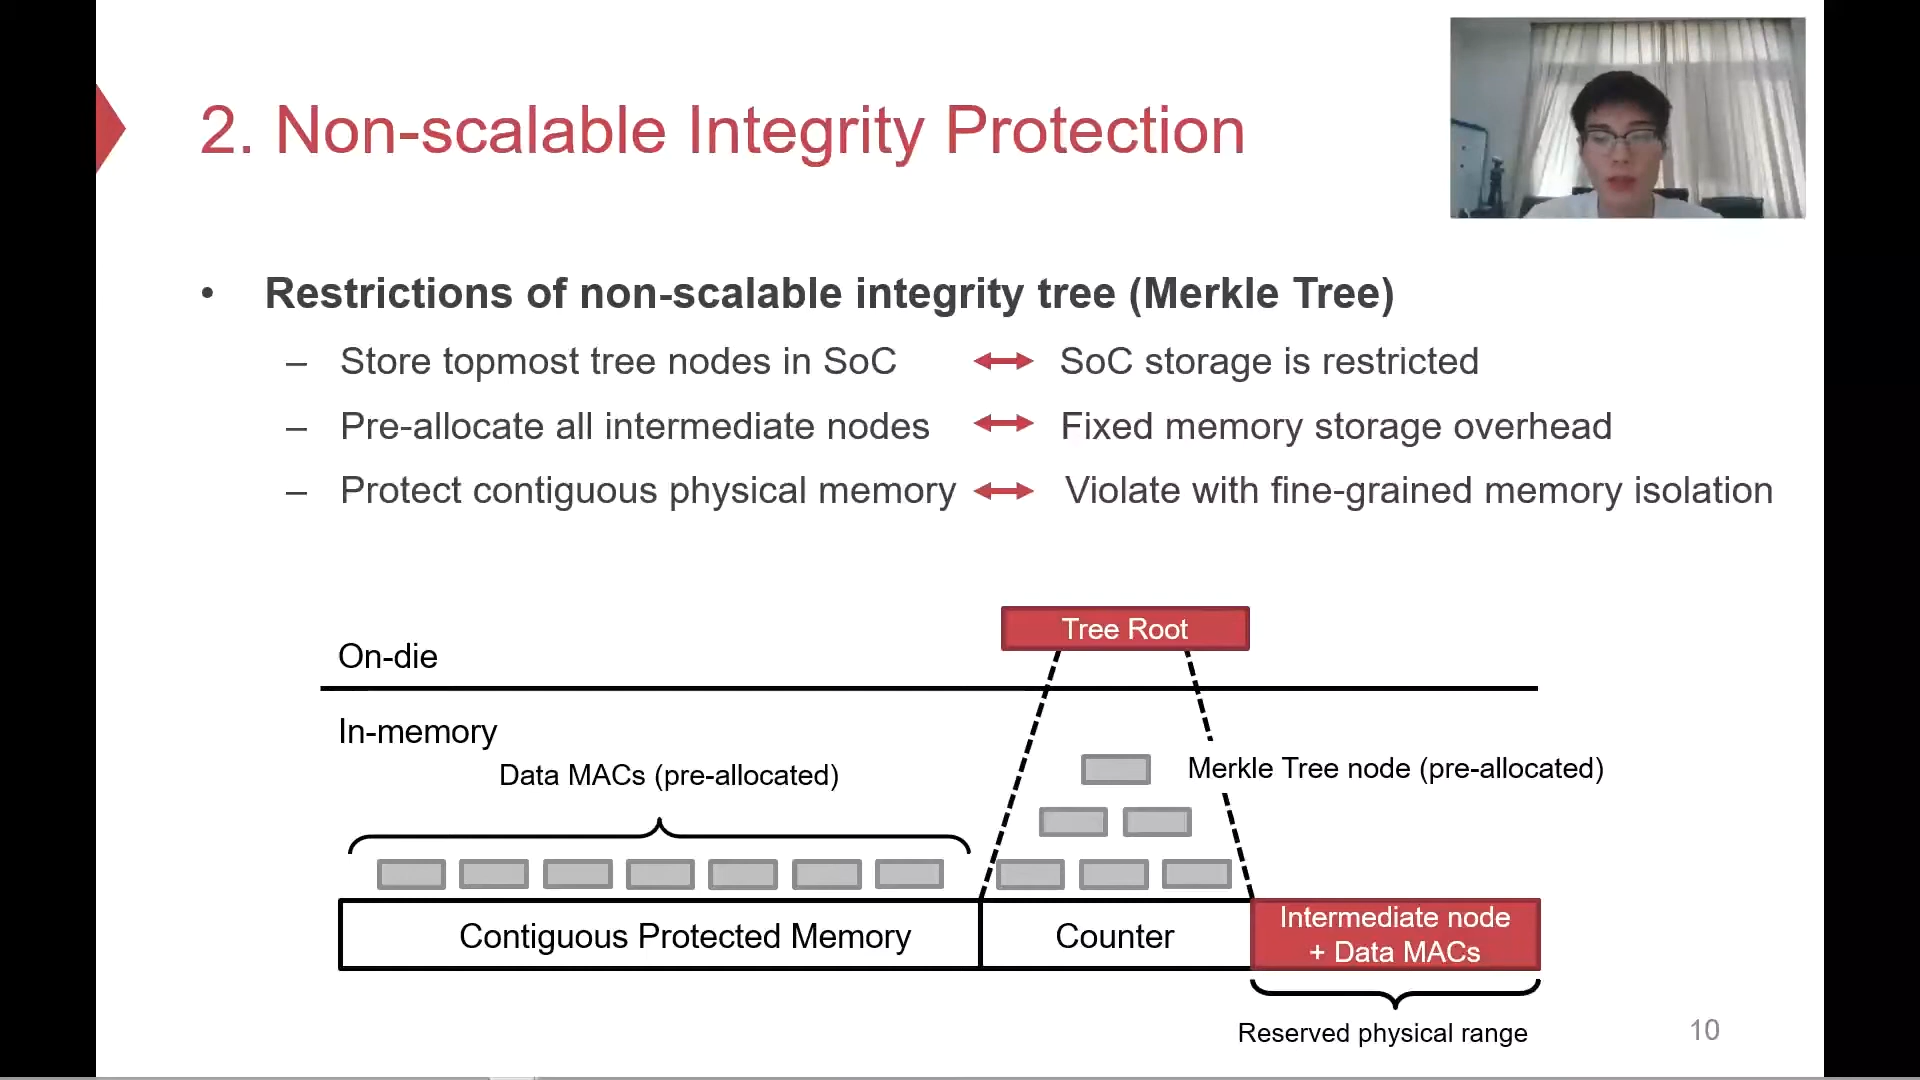 2. Non-scalable Integrity Protection
• Restrictions of non-scalable integrity tree (Merkle Tree)
– Store topmost tree nodes in SoC ↔ SoC storage is restricted
– Pre-allocate all intermediate nodes ↔ Fixed memory storage overhead
– Protect contiguous physical memory ↔ Violate with fine-grained memory isolation
Tree Root
On-die
In-memory
Data MACs (pre-allocated)
Merkle Tree node (pre-allocated)
Contiguous Protected Memory
Counter
Intermediate node
+ Data MACs
Reserved physical range
10